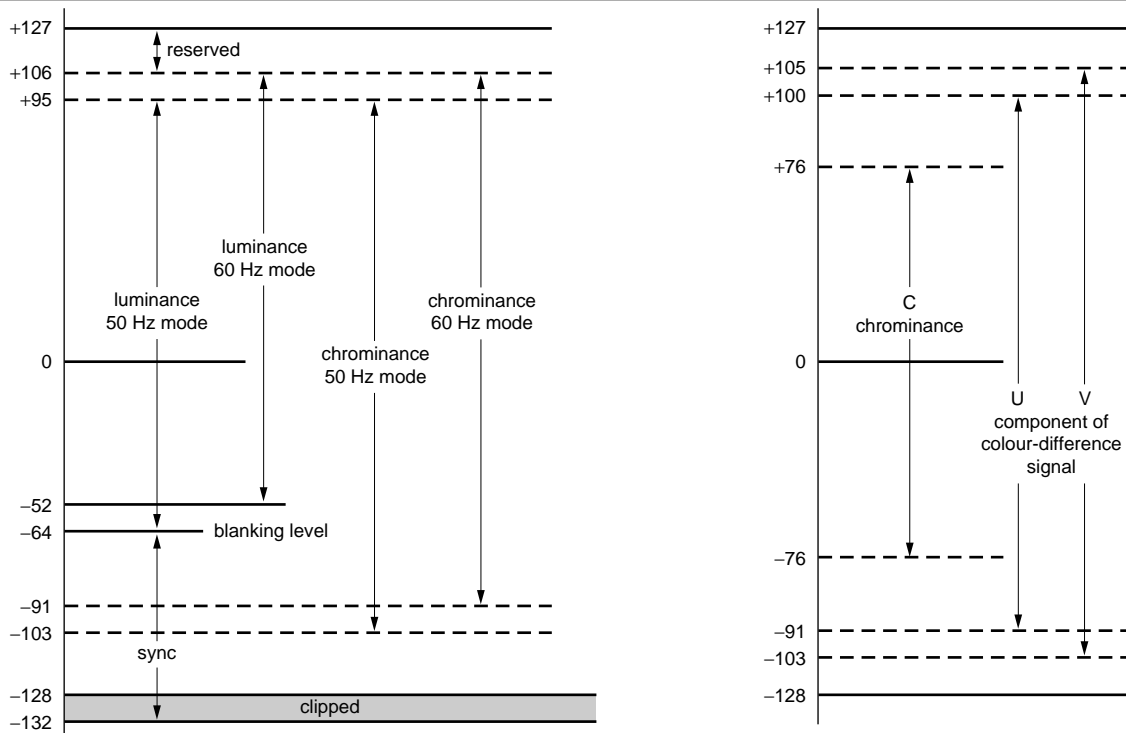 +127
reserved
+106
+95
luminance
60 Hz mode
luminance
50 Hz mode
chrominance
60 Hz mode
chrominance
50 Hz mode
0
−52
−64
blanking level
−91
−103
sync
−128
clipped
−132
+127
+105
+100
+76
C
chrominance
0
U V
component of
colour-difference
signal
−76
−91
−103
−128